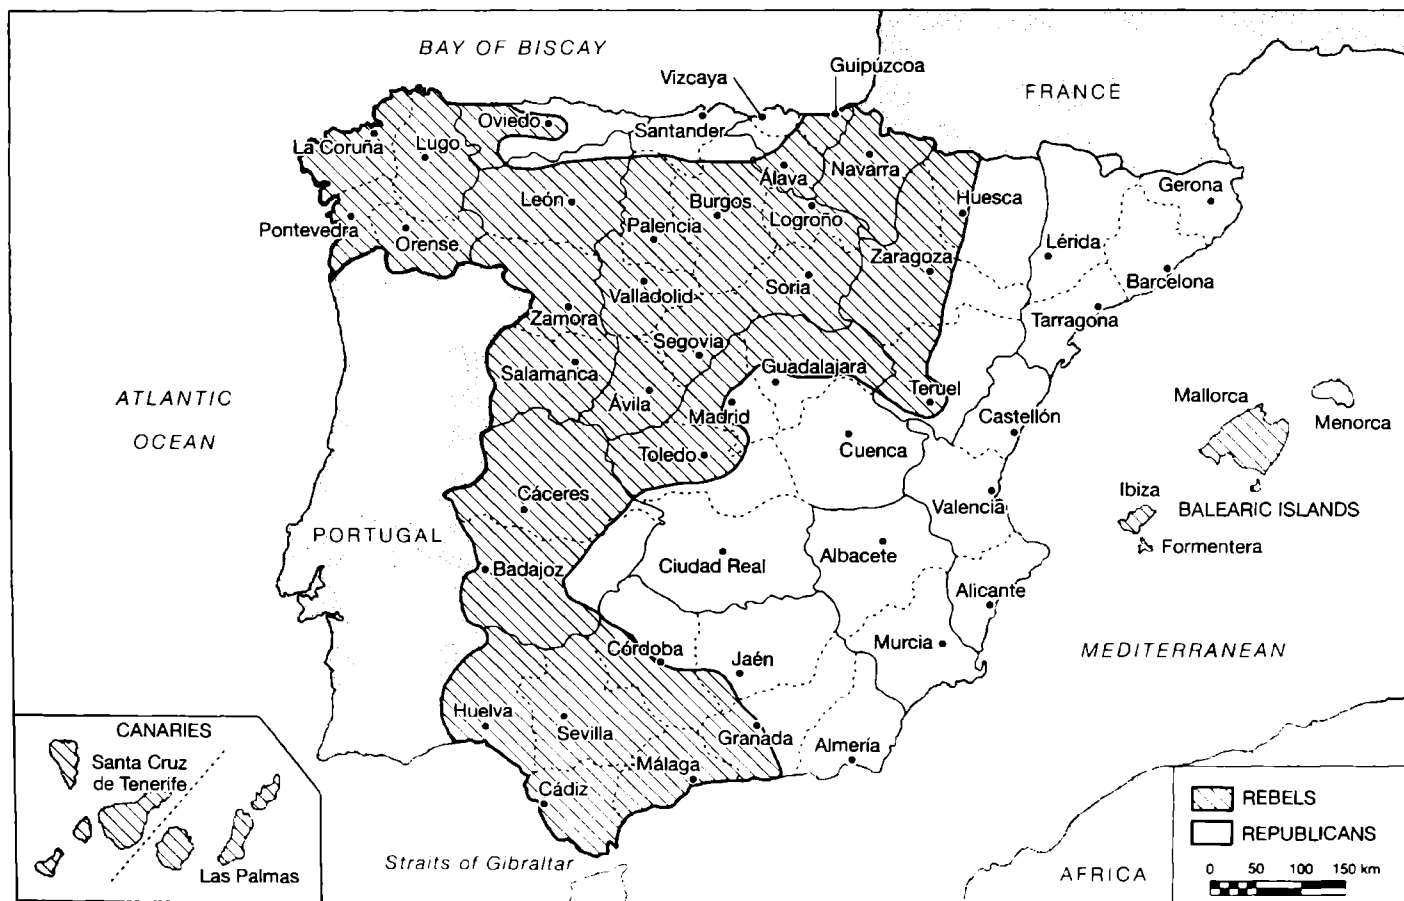 BAY OF BISCAY
Guipúzcoa
Vizcaya
FRANCE
Oviedo
Santander
La Coruña
Lugo
Álava
Navarra
Gerona
León
Burgos
Huesca
Logroño
Pontevedra
Palencia
Orense
Lérida
Zaragoza
Barcelona
Valladolid
Soria
Zamora
Tarragona
Segovia
Salamanca
Guadalajara
Teruel
ATLANTIC
OCEAN
Ávila
Madrid
Castellón
Mallorca
Menorca
Toledo
Cuenca
Cáceres
Valencia
Ibiza
BALEARIC ISLANDS
PORTUGAL
Formentera
Badajoz
Ciudad Real
Albacete
Alicante
Córdoba
Jaén
Murcia
MEDITERRANEAN
Huelva
Sevilla
Granada
Almería
CANARIES
Santa Cruz
de Tenerife
Málaga
Cádiz
Las Palmas
Straits of Gibraltar
AFRICA
REBELS
REPUBLICANS
0 50 100 150 km